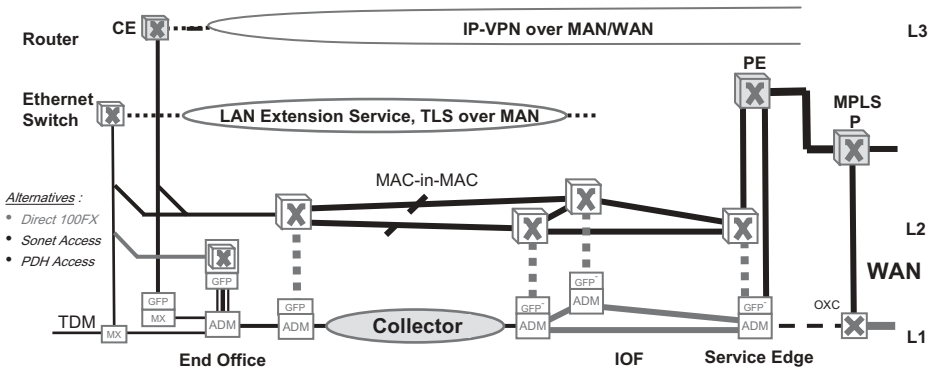 CE
IP-VPN over MAN/WAN
L3
Router
PE
Ethernet
Switch
LAN Extension Service, TLS over MAN
MPLS
P
MAC-in-MAC
Alternatives :
• Direct 100FX
• Sonet Access
• PDH Access
L2
WAN
GFP
GFP
GFP
GFP-
GFP-
GFP-
ADM
OXC
TDM
MX
MX
ADM
ADM
Collector
ADM
ADM
L1
End Office
IOF
Service Edge